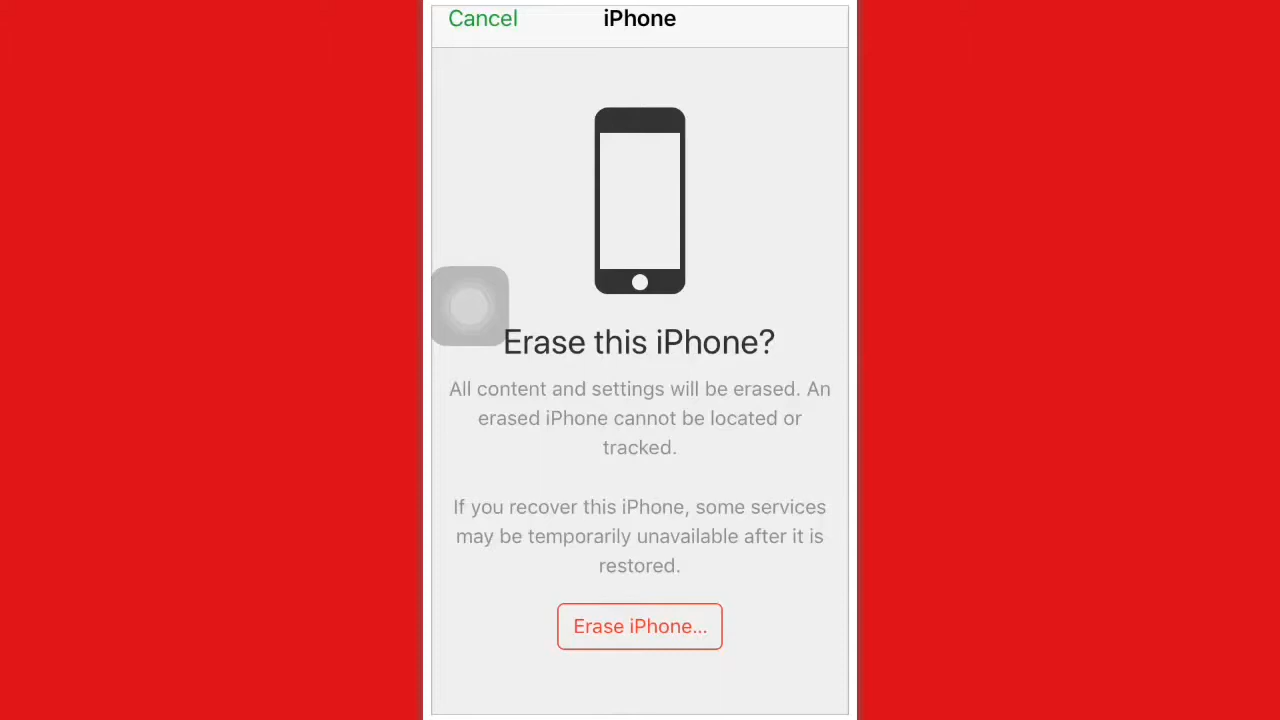 Cancel
iPhone
Erase this iPhone?
All content and settings will be erased. An
erased iPhone cannot be located or
tracked.
If you recover this iPhone, some services
may be temporarily unavailable after it is
restored.
Erase iPhone...